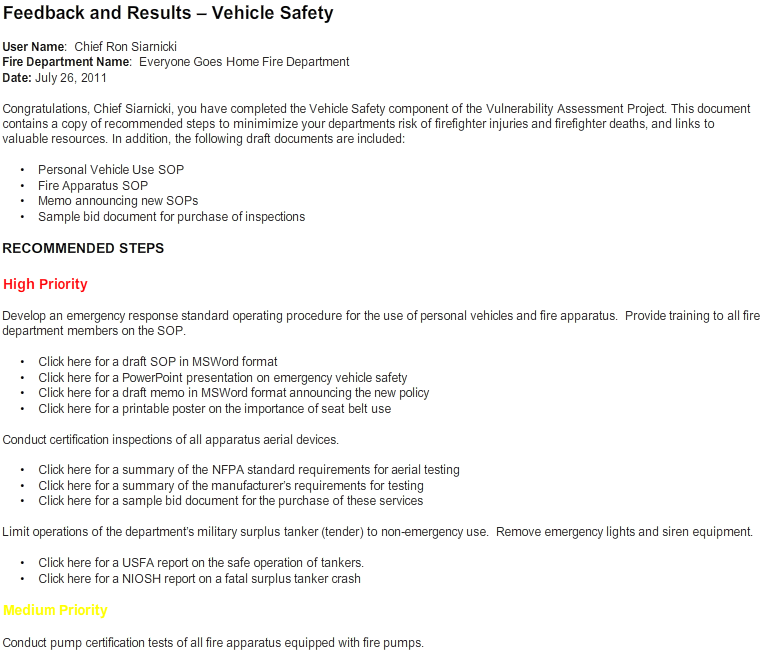 Feedback and Results – Vehicle Safety
User Name:  Chief Ron Siarnicki
Fire Department Name:  Everyone Goes Home Fire Department
Date: July 26, 2011
Congratulations, Chief Siarnicki, you have completed the Vehicle Safety component of the Vulnerability Assessment Project. This document
contains a copy of recommended steps to minimimize your departments risk of firefighter injuries and firefighter deaths, and links to
valuable resources. In addition, the following draft documents are included:
• Personal Vehicle Use SOP
• Fire Apparatus SOP
• Memo announcing new SOPs
• Sample bid document for purchase of inspections
RECOMMENDED STEPS
High Priority
Develop an emergency response standard operating procedure for the use of personal vehicles and fire apparatus.  Provide training to all fire
department members on the SOP.
• Click here for a draft SOP in MSWord format
• Click here for a PowerPoint presentation on emergency vehicle safety
• Click here for a draft memo in MSWord format announcing the new policy
• Click here for a printable poster on the importance of seat belt use
Conduct certification inspections of all apparatus aerial devices.
• Click here for a summary of the NFPA standard requirements for aerial testing
• Click here for a summary of the manufacturer's requirements for testing
• Click here for a sample bid document for the purchase of these services
Limit operations of the department's military surplus tanker (tender) to non-emergency use.  Remove emergency lights and siren equipment.
• Click here for a USFA report on the safe operation of tankers.
• Click here for a NIOSH report on a fatal surplus tanker crash
Medium Priority
Conduct pump certification tests of all fire apparatus equipped with fire pumps.